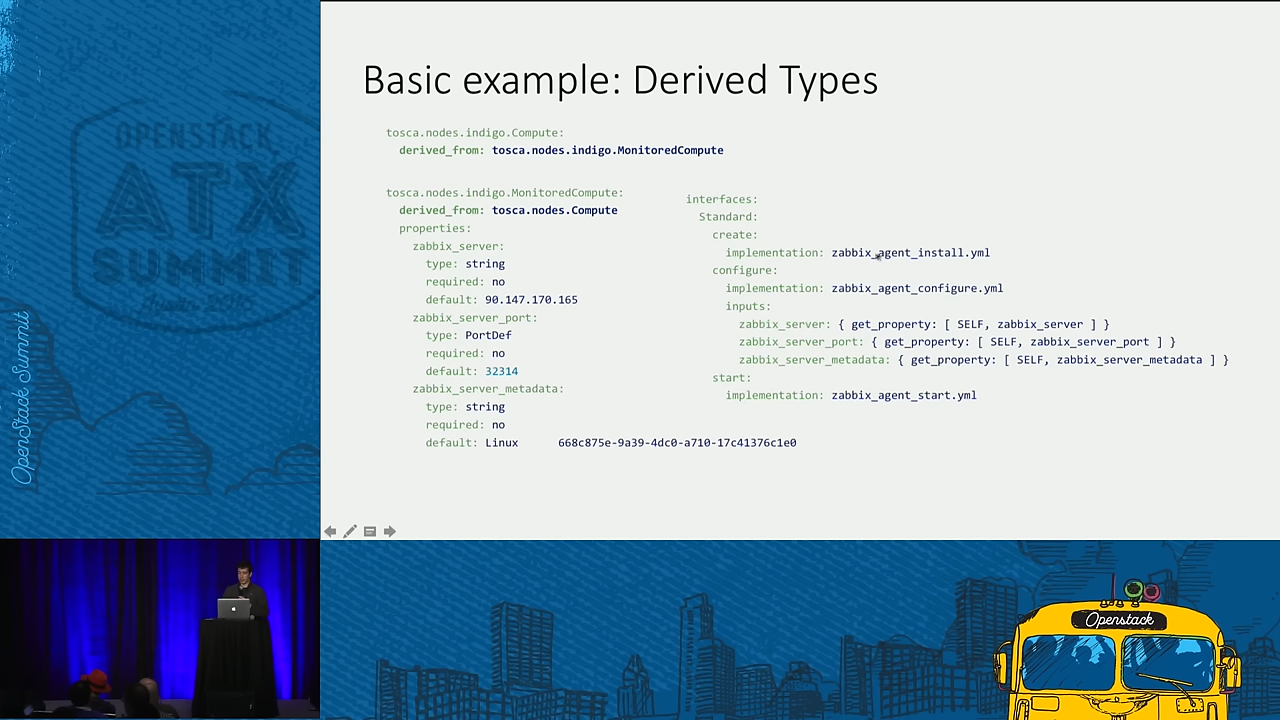 Basic example: Derived Types
tosca.nodes.indigo.Compute:
derived_from: tosca.nodes.indigo.MonitoredCompute
tosca.nodes.indigo.MonitoredCompute:
derived_from: tosca.nodes.Compute
properties:
zabbix_server:
type: string
required: no
default: 90.147.170.165
zabbix_server_port:
type: PortDef
required: no
default: 32314
zabbix_server_metadata:
type: string
required: no
default: Linux 668c875e-9a39-4dc0-a710-17c41376c1e0
interfaces:
Standard:
create:
implementation: zabbix_agent_install.yml
configure:
implementation: zabbix_agent_configure.yml
inputs:
zabbix_server: { get_property: [ SELF, zabbix_server ] }
zabbix_server_port: { get_property: [ SELF, zabbix_server_port ] }
zabbix_server_metadata: { get_property: [ SELF, zabbix_server_metadata ] }
start:
implementation: zabbix_agent_start.yml
OPENSTACK
ATX
SUMMIT
OpenStack Summit
Openstack